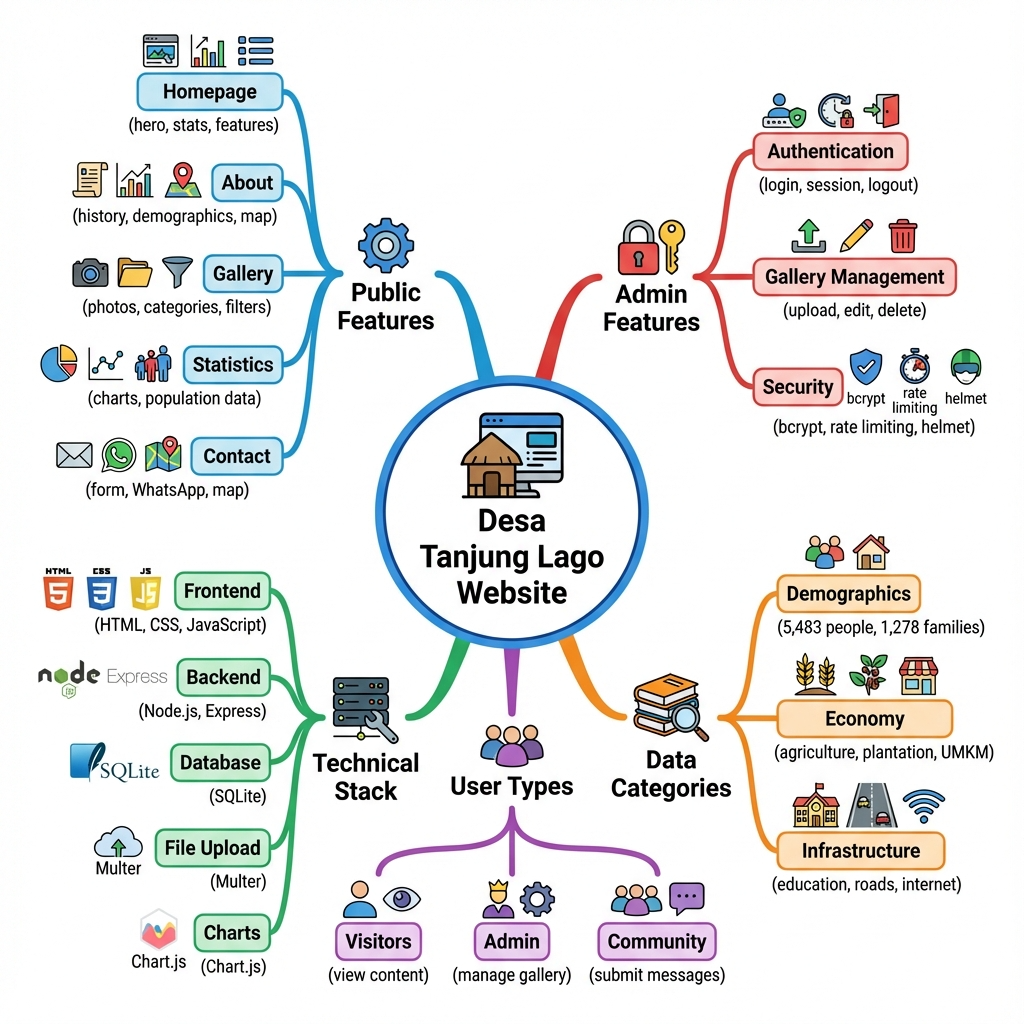 Homepage
(hero, stats, features)
About
(history, demographics, map)
Gallery
(photos, categories, filters)
Statistics
(charts, population data)
Contact
(form, WhatsApp, map)
Public
Features
Admin
Features
Authentication
(login, session, logout)
Gallery Management
(upload, edit, delete)
Security
bcrypt
rate
limiting
helmet
(bcrypt, rate limiting, helmet)
Desa
Tanjung Lago
Website
HTML
5
CSS
3
JS
JS
Frontend
(HTML, CSS, JavaScript)
node
JS
Express
Backend
(Node.js, Express)
SQLite
Database
(SQLite)
Multer
File Upload
(Multer)
Chart.js
Charts
(Chart.js)
Technical
Stack
User Types
Visitors
(view content)
Admin
(manage gallery)
Community
(submit messages)
Data
Categories
Demographics
(5,483 people, 1,278 families)
Economy
(agriculture, plantation, UMKM)
Infrastructure
(education, roads, internet)